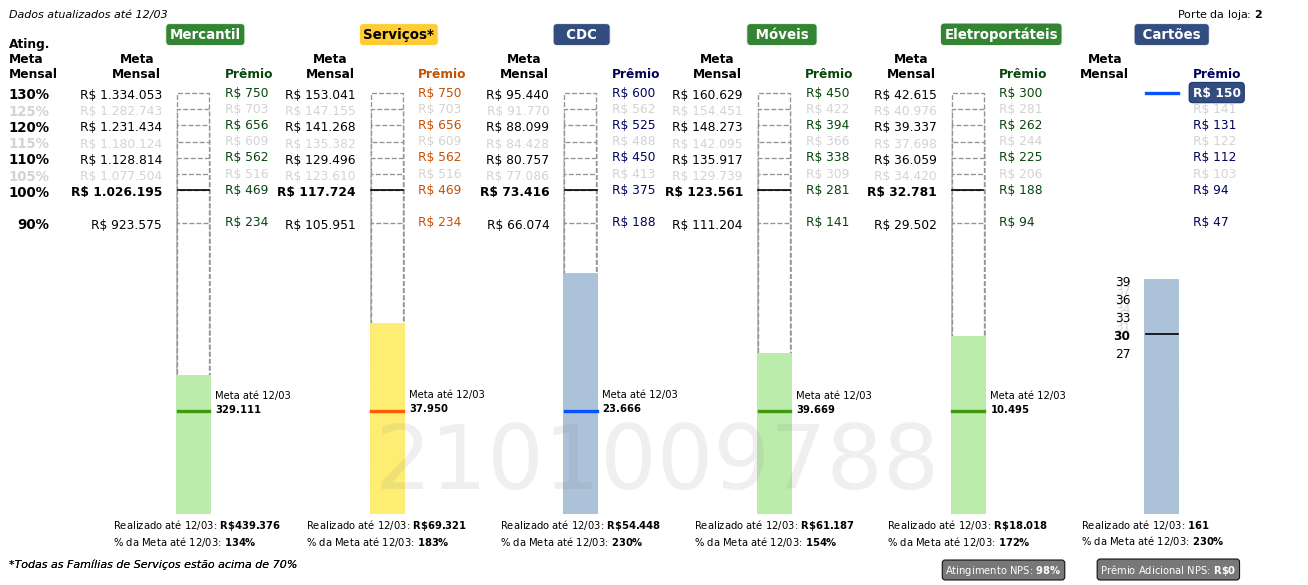 Dados atualizados até 12/03
Porte da loja: 2
Mercantil Serviços* CDC Móveis Eletroportáteis Cartões
Ating. Meta Mensal
Meta Mensal Prêmio Meta Mensal Prêmio Meta Mensal Prêmio Meta Mensal Prêmio Meta Mensal Prêmio Meta Mensal Prêmio
130% R$ 1.334.053 R$ 750 R$ 153.041 R$ 750 R$ 95.440 R$ 600 R$ 160.629 R$ 450 R$ 42.615 R$ 300 R$ 150
125% R$ 1.282.743 R$ 703 R$ 147.155 R$ 703 R$ 91.770 R$ 562 R$ 154.451 R$ 422 R$ 40.976 R$ 281 R$ 141
120% R$ 1.231.434 R$ 656 R$ 141.268 R$ 656 R$ 88.099 R$ 525 R$ 148.273 R$ 394 R$ 39.337 R$ 262 R$ 131
115% R$ 1.180.124 R$ 609 R$ 135.382 R$ 609 R$ 84.428 R$ 488 R$ 142.095 R$ 366 R$ 37.698 R$ 244 R$ 122
110% R$ 1.128.814 R$ 562 R$ 129.496 R$ 562 R$ 80.757 R$ 450 R$ 135.917 R$ 338 R$ 36.059 R$ 225 R$ 112
105% R$ 1.077.504 R$ 516 R$ 123.610 R$ 516 R$ 77.086 R$ 413 R$ 129.739 R$ 309 R$ 34.420 R$ 206 R$ 103
100% R$ 1.026.195 R$ 469 R$ 117.724 R$ 469 R$ 73.416 R$ 375 R$ 123.561 R$ 281 R$ 32.781 R$ 188 R$ 94
90% R$ 923.575 R$ 234 R$ 105.951 R$ 234 R$ 66.074 R$ 188 R$ 111.204 R$ 141 R$ 29.502 R$ 94 R$ 47
39
36
33
30
27
Meta até 12/03 Meta até 12/03 Meta até 12/03 Meta até 12/03 Meta até 12/03
329.111 37.950 23.666 39.669 10.495
2101009788
Realizado até 12/03: R$439.376 Realizado até 12/03: R$69.321 Realizado até 12/03: R$54.448 Realizado até 12/03: R$61.187 Realizado até 12/03: R$18.018 Realizado até 12/03: 161
% da Meta até 12/03: 134% % da Meta até 12/03: 183% % da Meta até 12/03: 230% % da Meta até 12/03: 154% % da Meta até 12/03: 172% % da Meta até 12/03: 230%
*Todas as Famílias de Serviços estão acima de 70%
Atingimento NPS: 98% Prêmio Adicional NPS: R$0